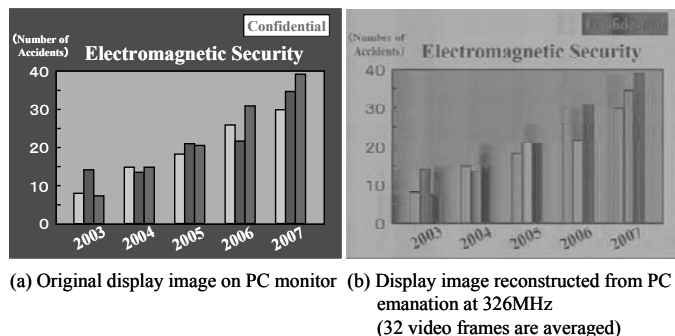 Confidential
(Number of
Accidents)
Electromagnetic Security
40
30
20
10
0
2003
2004
2005
2006
2007
(a) Original display image on PC monitor
Confidential
(Number of
Accidents)
Electromagnetic Security
40
30
20
10
0
2003
2004
2005
2006
2007
(b) Display image reconstructed from PC
emanation at 326MHz
(32 video frames are averaged)